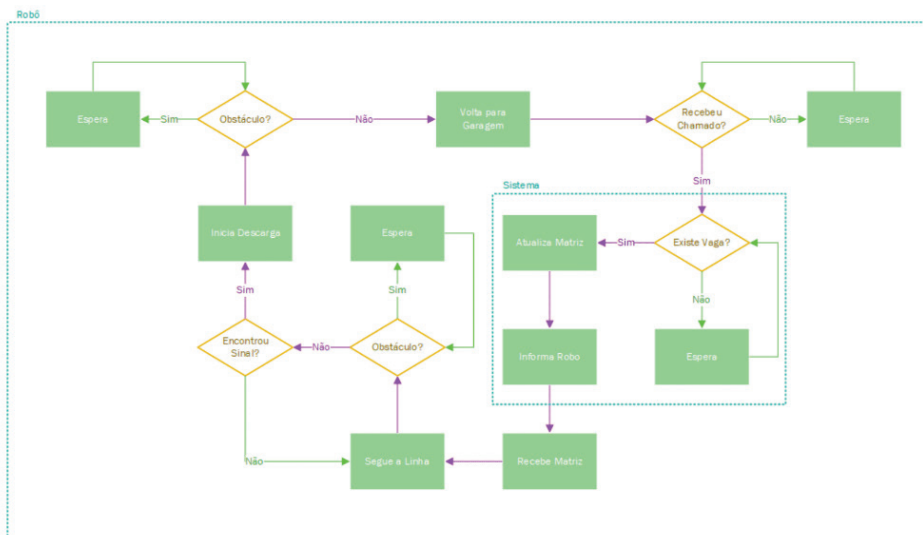 Robô
Espera
Sim
Obstáculo?
Não
Volta para
Garagem
Recebeu
Chamado?
Não
Espera
Sim
Sistema
Inicia Descarga
Espera
Atualiza Matriz
Sim
Existe Vaga?
Sim
Sim
Não
Encontrou
Sinal?
Não
Obstáculo?
Informa Robo
Espera
Não
Segue a Linha
Recebe Matriz